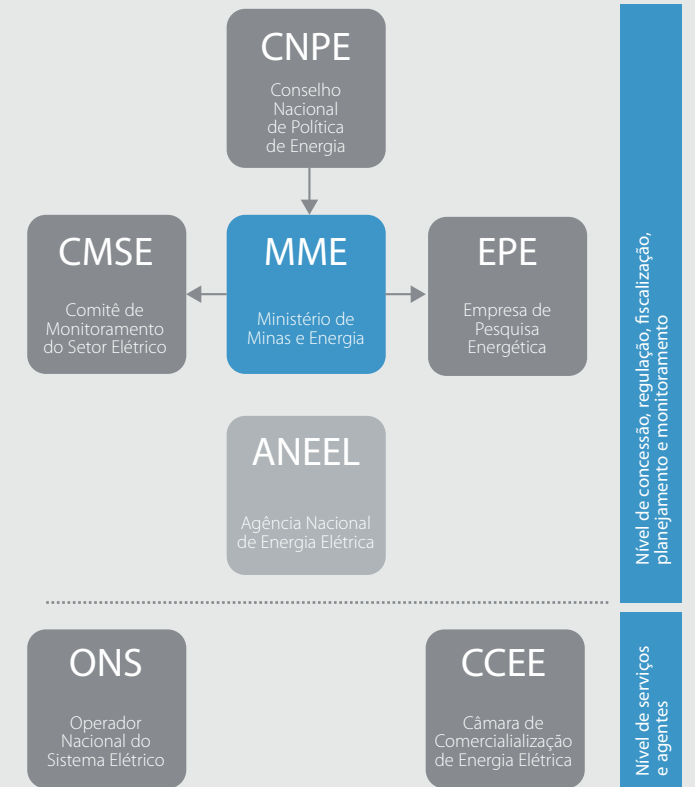 CNPE
Conselho
Nacional
de Política
de Energia
CMSE
Comitê de
Monitoramento
do Setor Elétrico
MME
Ministério de
Minas e Energia
EPE
Empresa de
Pesquisa
Energética
ANEEL
Agência Nacional
de Energia Elétrica
Nível de concessão, regulação, fiscalização,
planejamento e monitoramento
ONS
Operador
Nacional do
Sistema Elétrico
CCEE
Câmara de
Comercialialização
de Energia Elétrica
Nível de serviços
e agentes